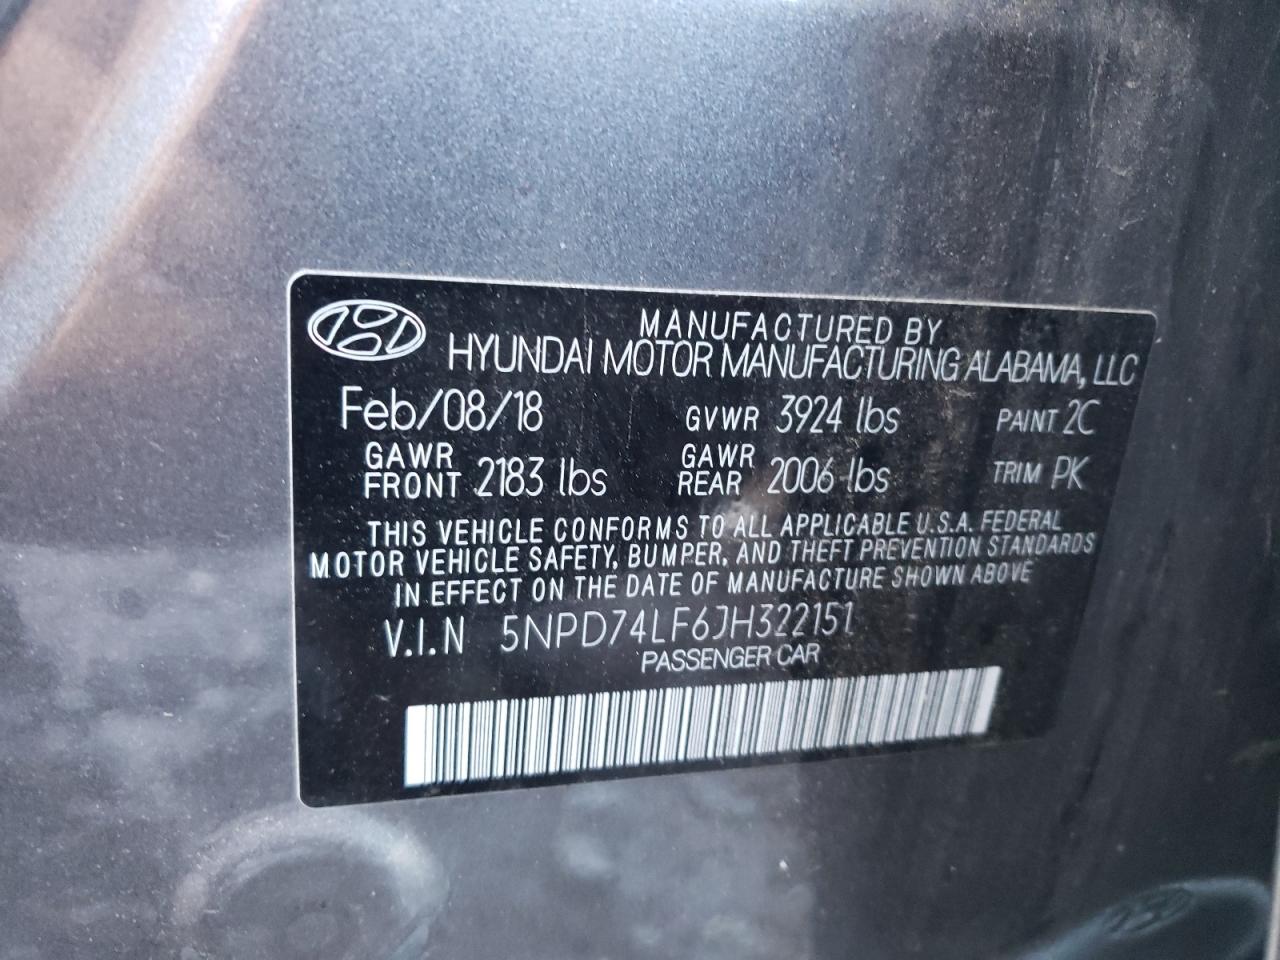 MANUFACTURED BY
HYUNDAI MOTOR MANUFACTURING ALABAMA, LLC
Feb/08/18 GVWR 3924 lbs PAINT 2C
GAWR FRONT 2183 lbs GAWR REAR 2006 lbs TRIM PK
THIS VEHICLE CONFORMS TO ALL APPLICABLE U.S.A. FEDERAL
MOTOR VEHICLE SAFETY, BUMPER, AND THEFT PREVENTION STANDARDS
IN EFFECT ON THE DATE OF MANUFACTURE SHOWN ABOVE
V.I.N 5NPD74LF6JH322151
PASSENGER CAR